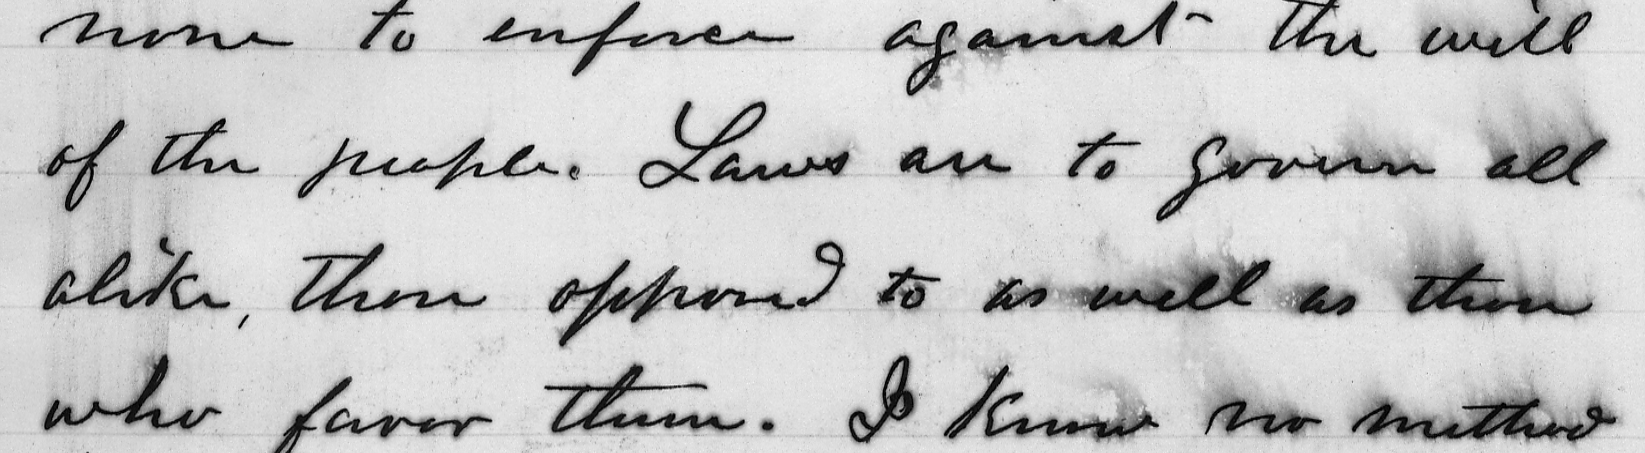 none to enforce against the will
of the people. Laws are to govern all
alike, those opposed to as well as those
who favor them. I know no method